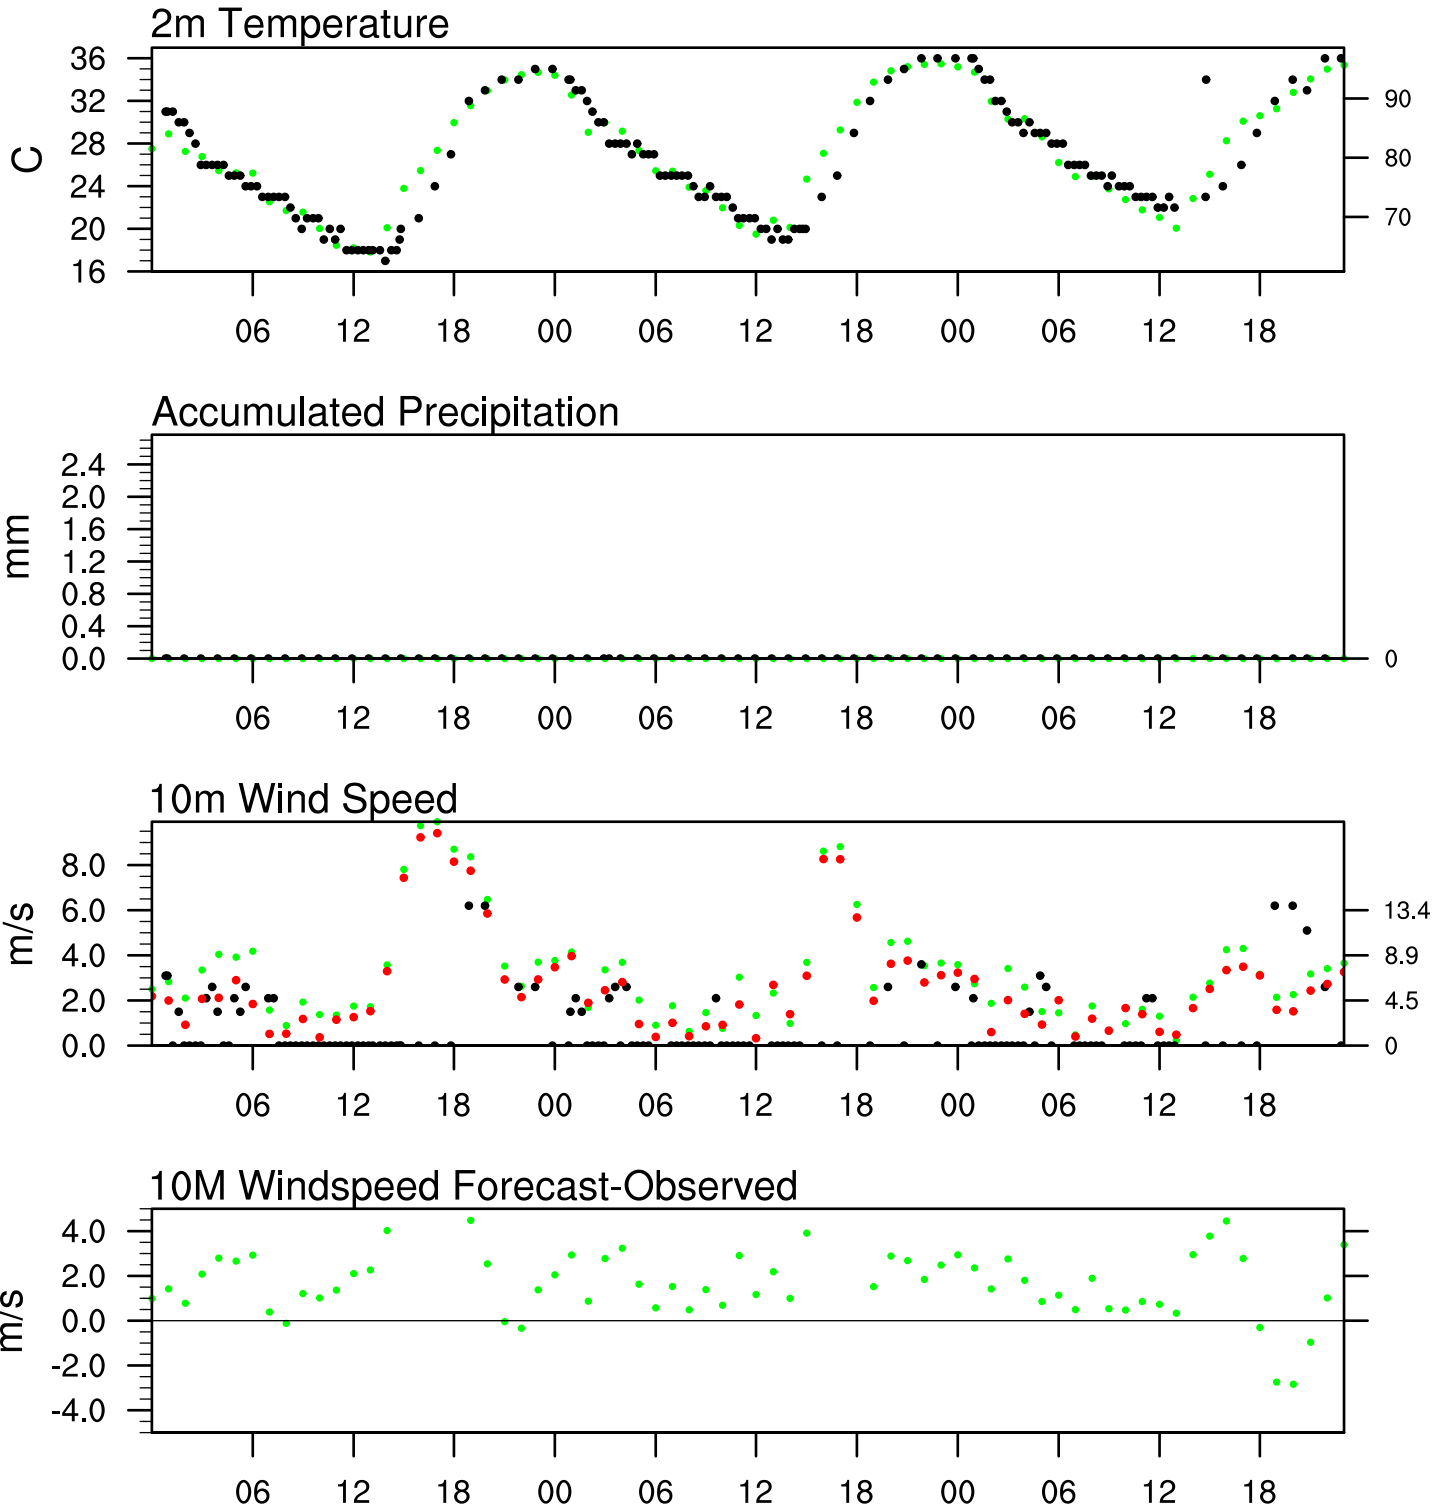 2m Temperature
36
32
28
24
20
16
C
90
80
70
06 12 18 00 06 12 18 00 06 12 18
Accumulated Precipitation
2.4
2.0
1.6
1.2
0.8
0.4
0.0
mm
0
06 12 18 00 06 12 18 00 06 12 18
10m Wind Speed
8.0
6.0
4.0
2.0
0.0
m/s
13.4
8.9
4.5
0
06 12 18 00 06 12 18 00 06 12 18
10M Windspeed Forecast-Observed
4.0
2.0
0.0
-2.0
-4.0
m/s
06 12 18 00 06 12 18 00 06 12 18